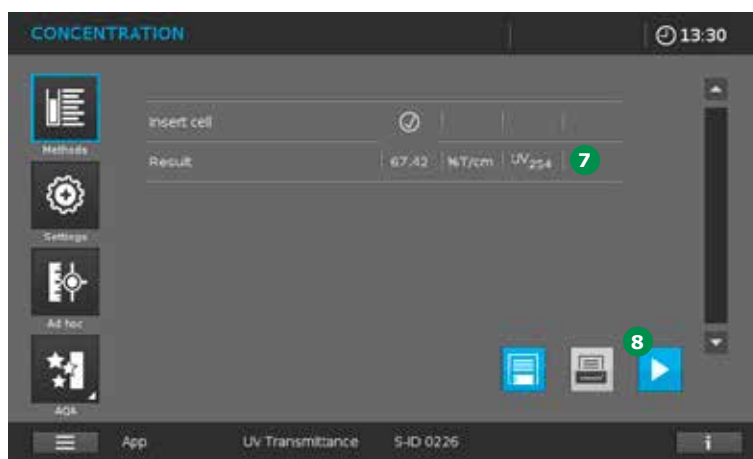 CONCENTRATION 13:30
Insert cell
Methods
Result 67.42 %T/cm UV254 7
Settings
Ad hoc
8
AQA
App UV Transmittance S-ID 0226 i